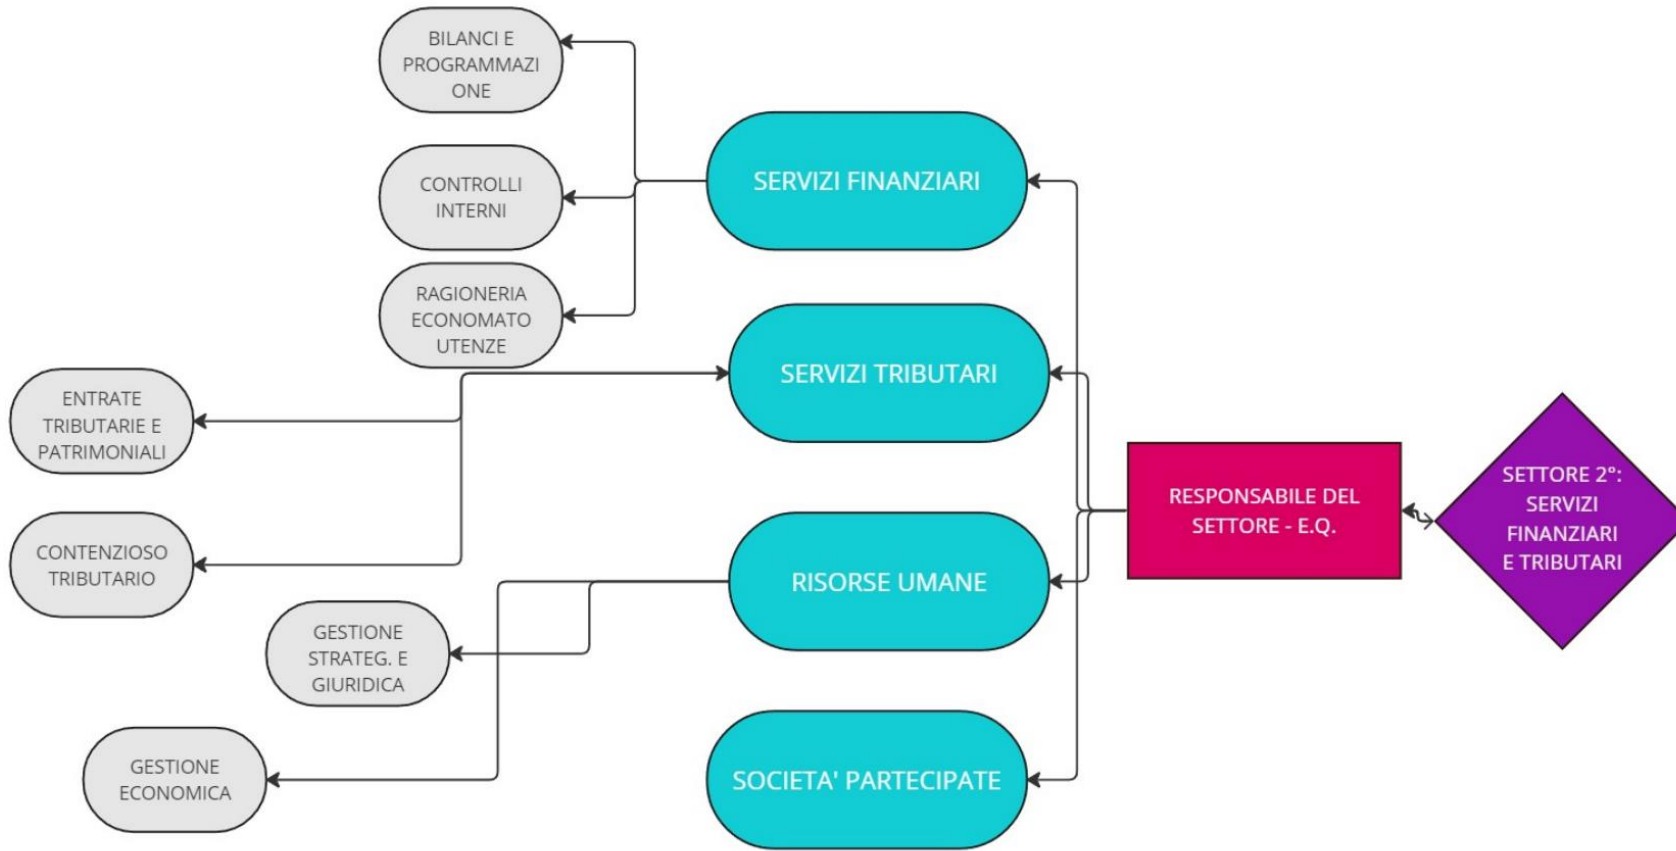 BILANCI E
PROGRAMMAZI
ONE
CONTROLLI
INTERNI
RAGIONERIA
ECONOMATO
UTENZE
ENTRATE
TRIBUTARIE E
PATRIMONIALI
CONTENZIOSO
TRIBUTARIO
GESTIONE
STRATEG. E
GIURIDICA
GESTIONE
ECONOMICA
SERVIZI FINANZIARI
SERVIZI TRIBUTARI
RISORSE UMANE
SOCIETA' PARTECIPATE
RESPONSABILE DEL
SETTORE - E.Q.
SETTORE 2°:
SERVIZI
FINANZIARI
E TRIBUTARI